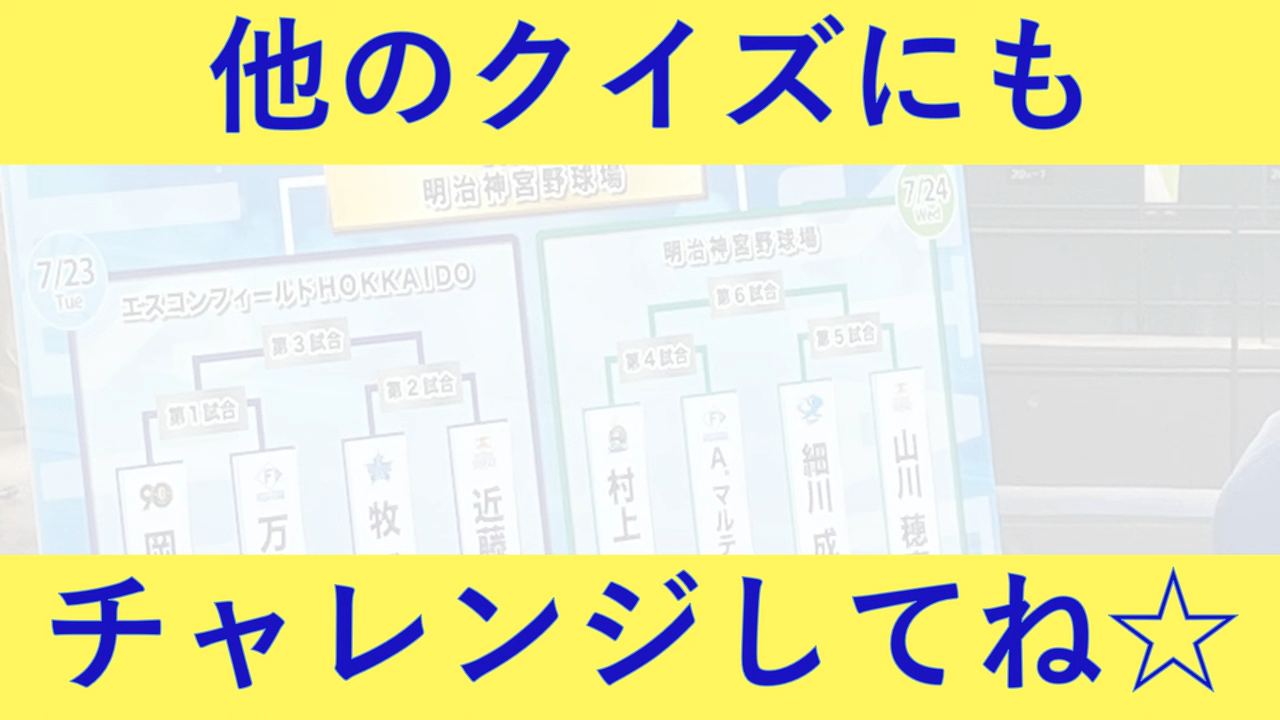 他のクイズにも
明治神宮野球場
7/24
Wed
7/23
Tue
エスコンフィールドHOKKAIDO
明治神宮野球場
第3試合
第6試合
第1試合
第2試合
第4試合
第5試合
90
岡
F
万
牧
近藤
村上
F
A.マルテ
細川 成
山川 穂
チャレンジしてね☆